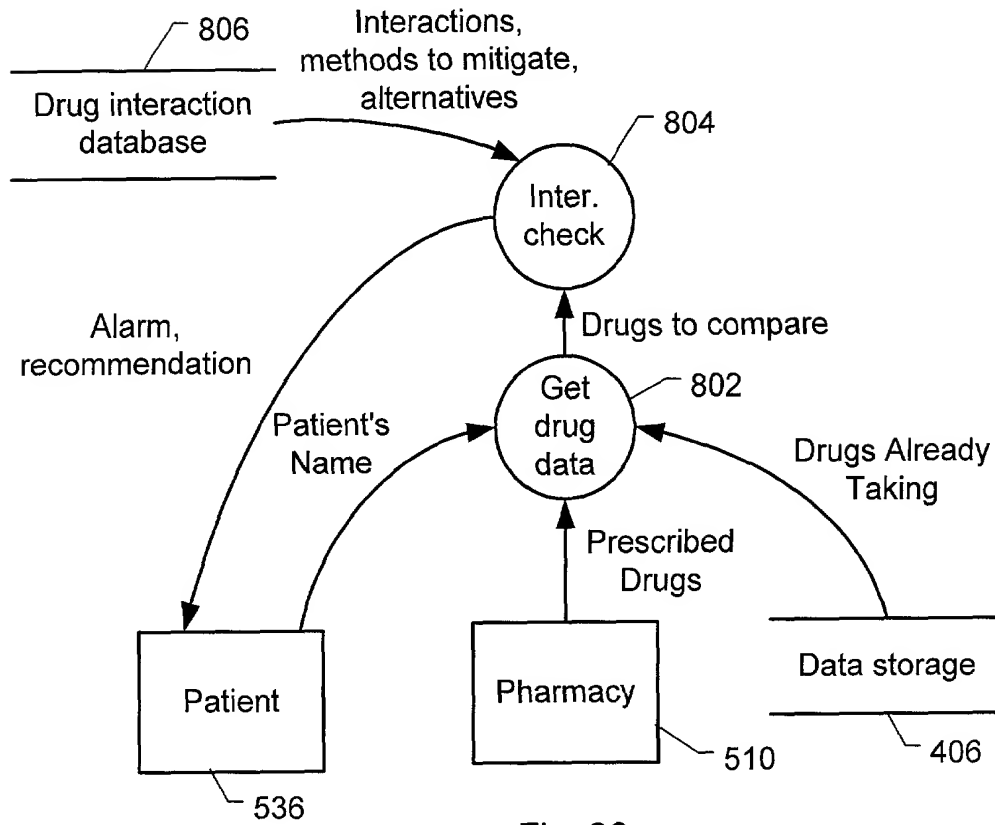 806
Interactions,
methods to mitigate,
alternatives
Drug interaction
database
804
Inter.
check
Alarm,
recommendation
Drugs to compare
802
Get
drug
data
Patient's
Name
Drugs Already
Taking
Prescribed
Drugs
Patient
Pharmacy
Data storage
510
406
536